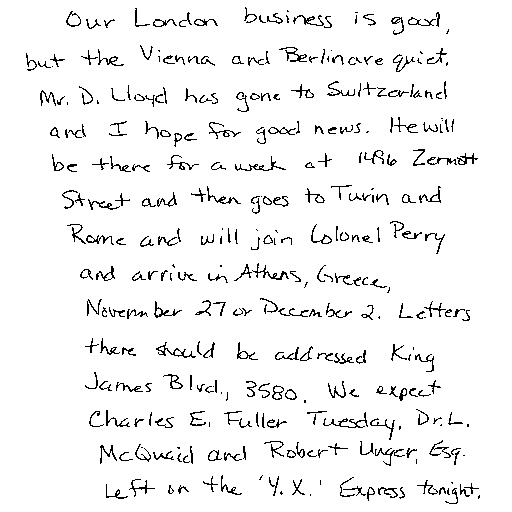 Our London business is good,
but the Vienna and Berlin are quiet.
Mr. D. Lloyd has gone to Switzerland
and I hope for good news. He will
be there for a week at 1496 Zermott
Street and then goes to Turin and
Rome and will join Colonel Perry
and arrive in Athens, Greece,
November 27 or December 2. Letters
there should be addressed King
James Blvd., 3580. We expect
Charles E. Fuller Tuesday. Dr. L.
McQuaid and Robert Unger, Esq.
Left on the 'Y.X.' Express tonight.